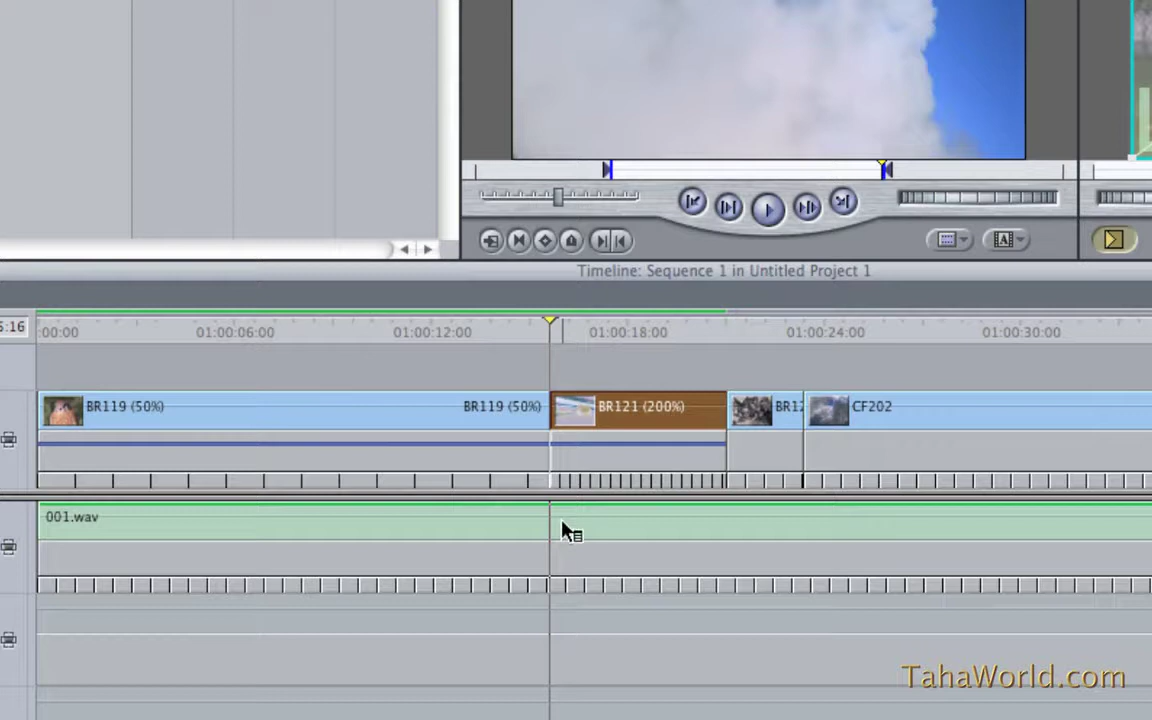 Timeline: Sequence 1 in Untitled Project 1
5:16
:00:00 01:00:06:00 01:00:12:00 01:00:18:00 01:00:24:00 01:00:30:00
BR119 (50%) BR119 (50%) BR121 (200%) BR12 CF202
001.wav
TahaWorld.com